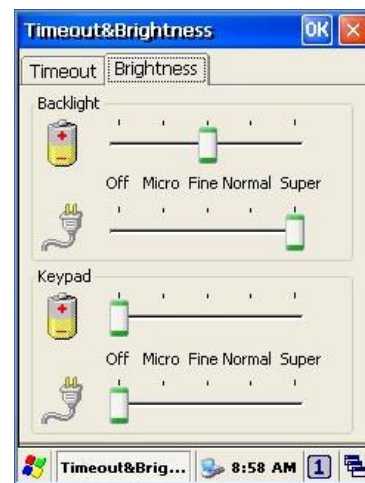 Timeout&Brightness OK
Timeout Brightness
Backlight
Off Micro Fine Normal Super
Keypad
Off Micro Fine Normal Super
Timeout&Brig... 8:58 AM 1